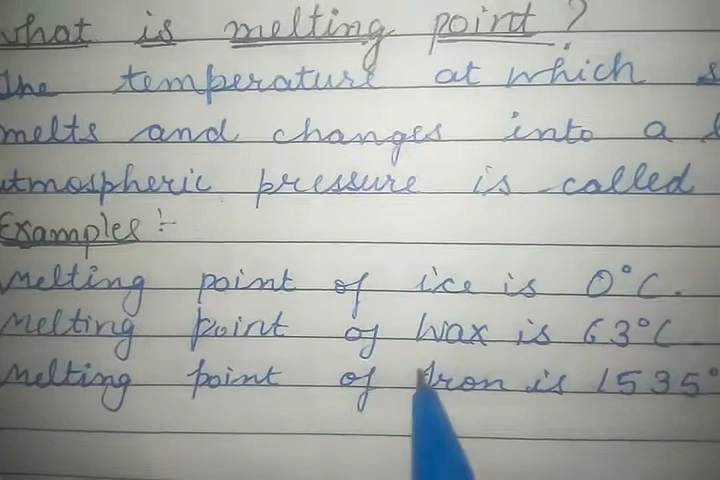 what is melting point ?
The temperature at which s
melts and changes into a
atmospheric pressure is called
Examples :-
Melting point of ice is 0°C.
Melting point of wax is 63°C
Melting point of Iron is 1535°